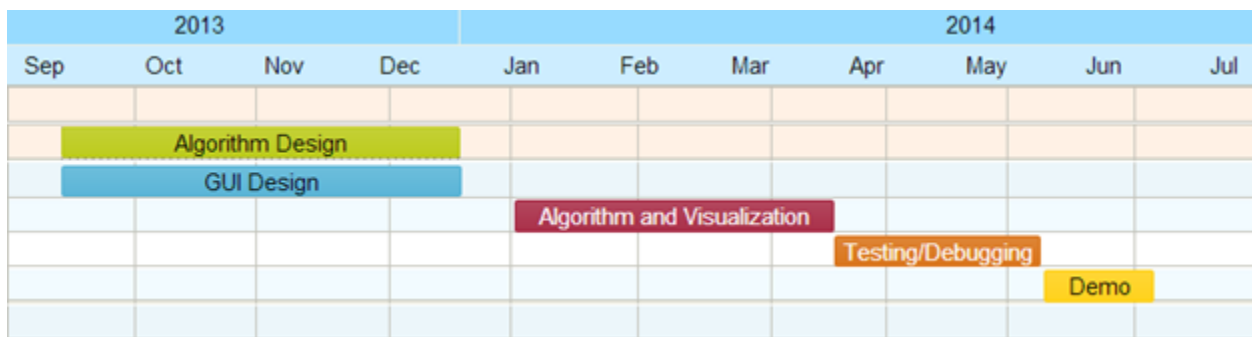 2013 2014
Sep Oct Nov Dec Jan Feb Mar Apr May Jun Jul
Algorithm Design
GUI Design
Algorithm and Visualization
Testing/Debugging
Demo